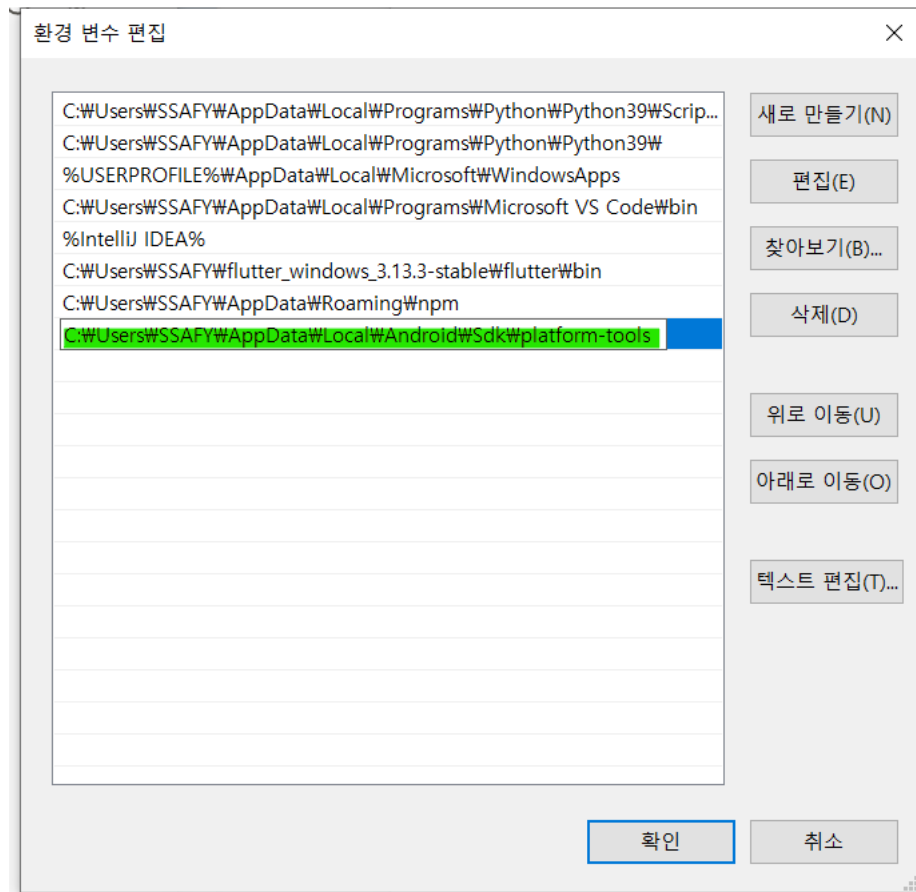 환경 변수 편집
C:₩Users₩SSAFY₩AppData₩Local₩Programs₩Python₩Python39₩Scrip...
C:₩Users₩SSAFY₩AppData₩Local₩Programs₩Python₩Python39₩
%USERPROFILE%₩AppData₩Local₩Microsoft₩WindowsApps
C:₩Users₩SSAFY₩AppData₩Local₩Programs₩Microsoft VS Code₩bin
%IntelliJ IDEA%
C:₩Users₩SSAFY₩flutter_windows_3.13.3-stable₩flutter₩bin
C:₩Users₩SSAFY₩AppData₩Roaming₩npm
C:₩Users₩SSAFY₩AppData₩Local₩Android₩Sdk₩platform-tools
새로 만들기(N)
편집(E)
찾아보기(B)...
삭제(D)
위로 이동(U)
아래로 이동(O)
텍스트 편집(T)...
확인
취소